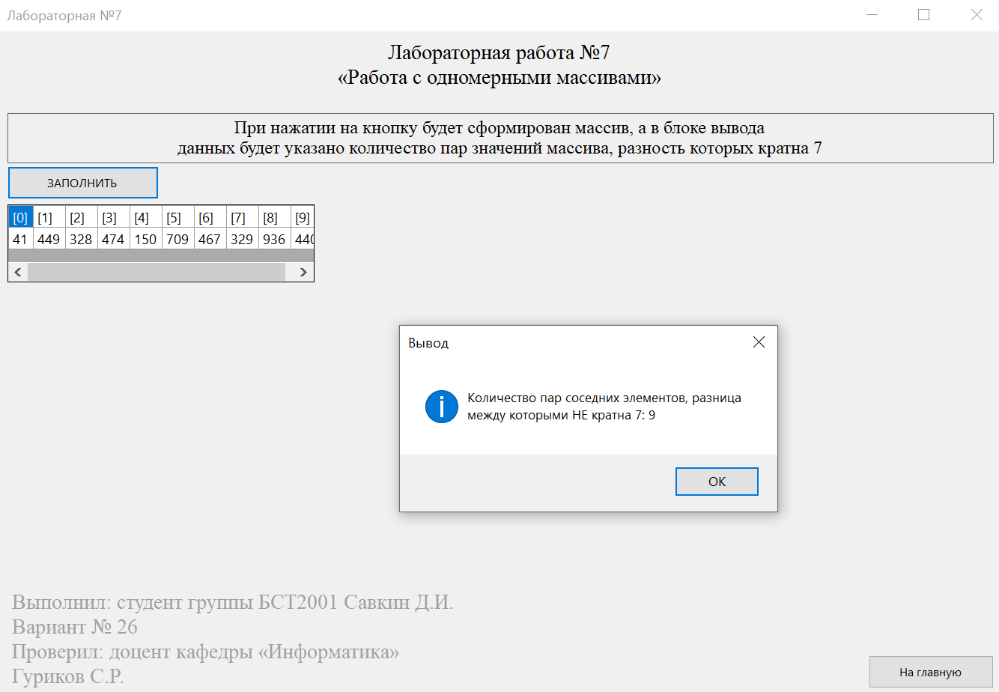 Лабораторная №7
Лабораторная работа №7
«Работа с одномерными массивами»
При нажатии на кнопку будет сформирован массив, а в блоке вывода
данных будет указано количество пар значений массива, разность которых кратна 7
ЗАПОЛНИТЬ
[0] [1] [2] [3] [4] [5] [6] [7] [8] [9]
41 449 328 474 150 709 467 329 936 440
Вывод
Количество пар соседних элементов, разница
между которыми НЕ кратна 7: 9
ОК
Выполнил: студент группы БСТ2001 Савкин Д.И.
Вариант № 26
Проверил: доцент кафедры «Информатика»
Гуриков С.Р.
На главную